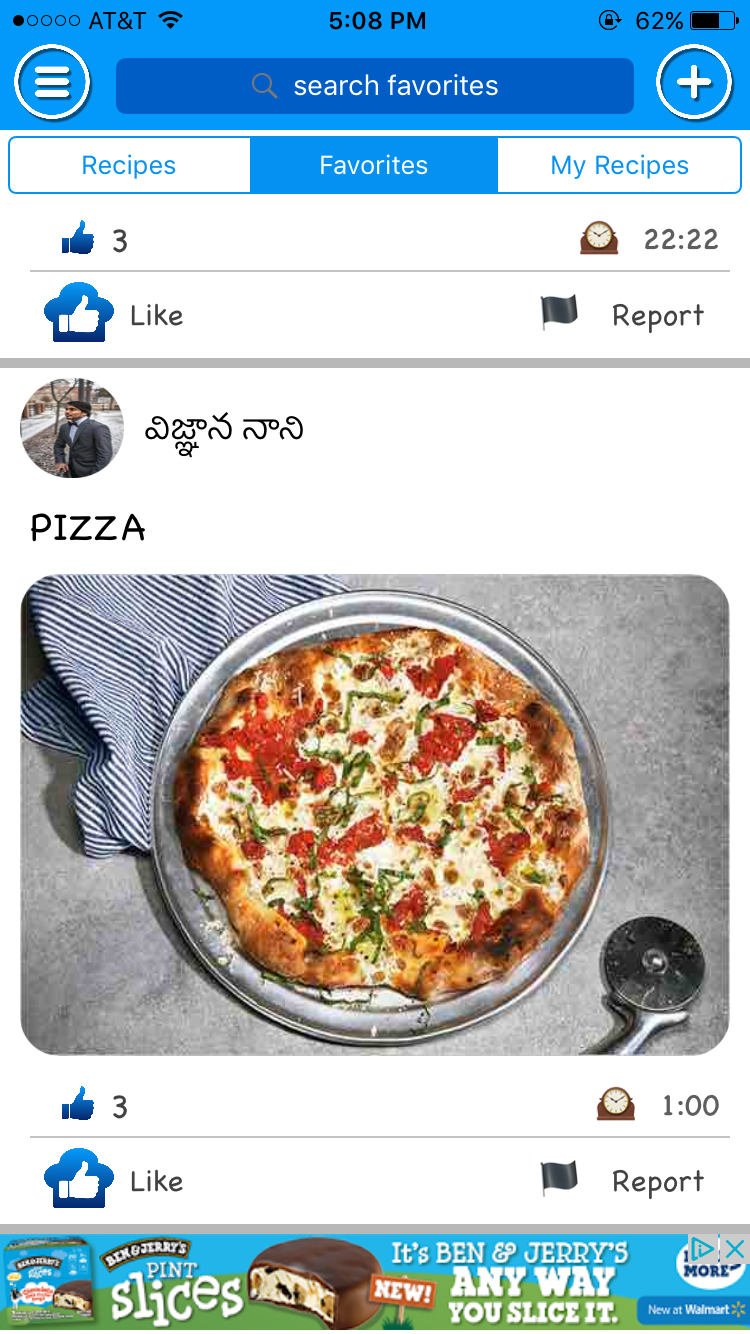 AT&T 5:08 PM 62%
search favorites
Recipes Favorites My Recipes
3 22:22
Like Report
విజ్ఞాన నాని
PIZZA
3 1:00
Like Report
BEN & JERRY'S
PINT
slices
NEW!
It's BEN & JERRY'S
ANY WAY
YOU SLICE IT.
MORE
New at Walmart